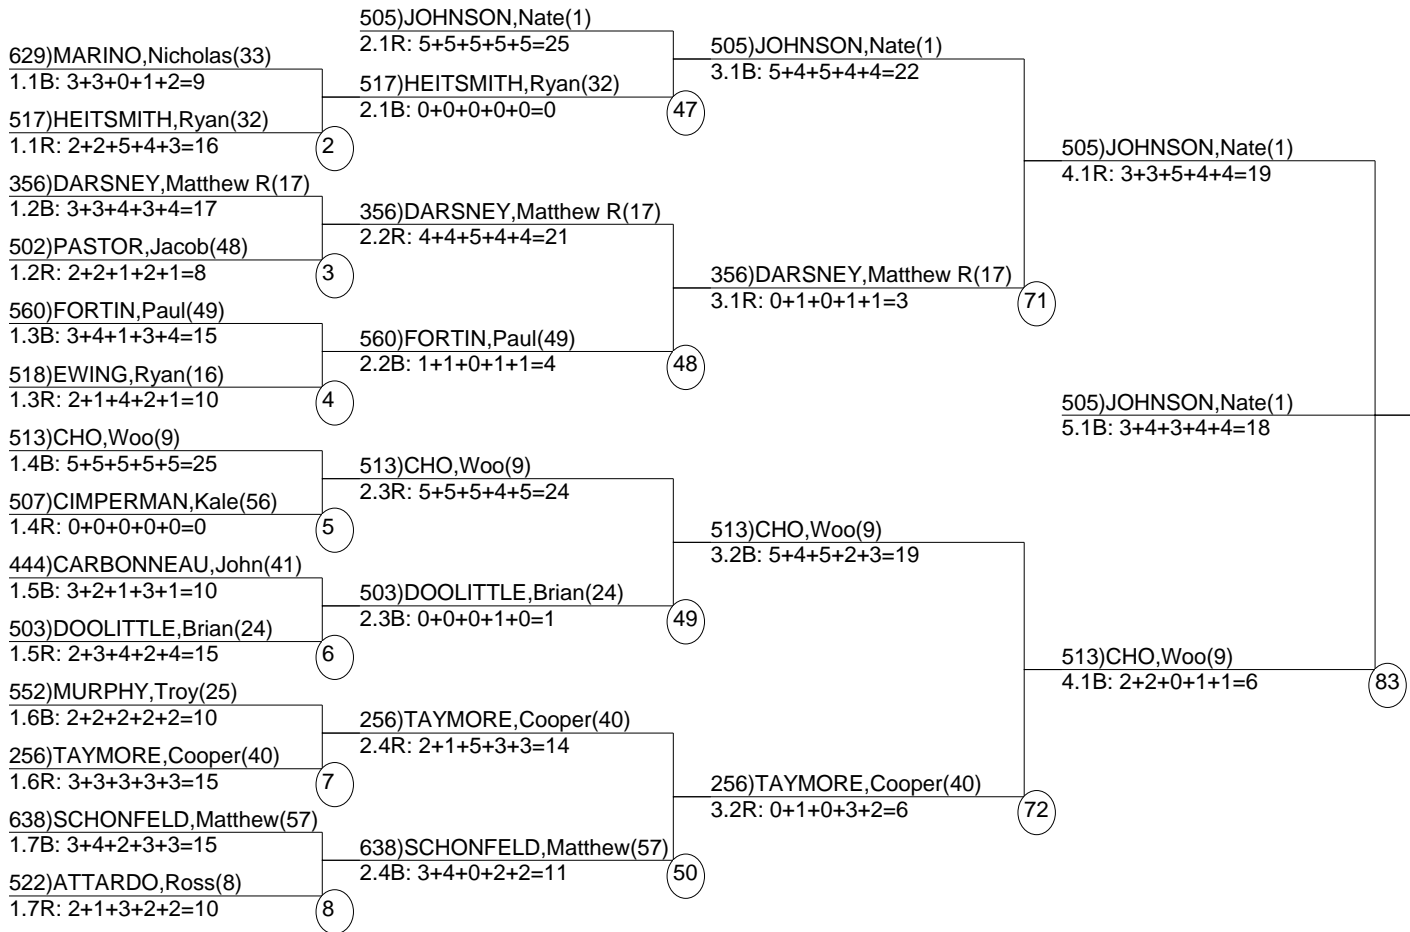 629)MARINO,Nicholas(33)
1.1B: 3+3+0+1+2=9
517)HEITSMITH,Ryan(32)
1.1R: 2+2+5+4+3=16
2
356)DARSNEY,Matthew R(17)
1.2B: 3+3+4+3+4=17
502)PASTOR,Jacob(48)
1.2R: 2+2+1+2+1=8
3
560)FORTIN,Paul(49)
1.3B: 3+4+1+3+4=15
518)EWING,Ryan(16)
1.3R: 2+1+4+2+1=10
4
513)CHO,Woo(9)
1.4B: 5+5+5+5+5=25
507)CIMPERMAN,Kale(56)
1.4R: 0+0+0+0+0=0
5
444)CARBONNEAU,John(41)
1.5B: 3+2+1+3+1=10
503)DOOLITTLE,Brian(24)
1.5R: 2+3+4+2+4=15
6
552)MURPHY,Troy(25)
1.6B: 2+2+2+2+2=10
256)TAYMORE,Cooper(40)
1.6R: 3+3+3+3+3=15
7
638)SCHONFELD,Matthew(57)
1.7B: 3+4+2+3+3=15
522)ATTARDO,Ross(8)
1.7R: 2+1+3+2+2=10
8
505)JOHNSON,Nate(1)
2.1R: 5+5+5+5+5=25
517)HEITSMITH,Ryan(32)
2.1B: 0+0+0+0+0=0
47
356)DARSNEY,Matthew R(17)
2.2R: 4+4+5+4+4=21
560)FORTIN,Paul(49)
2.2B: 1+1+0+1+1=4
48
513)CHO,Woo(9)
2.3R: 5+5+5+4+5=24
503)DOOLITTLE,Brian(24)
2.3B: 0+0+0+1+0=1
49
256)TAYMORE,Cooper(40)
2.4R: 2+1+5+3+3=14
638)SCHONFELD,Matthew(57)
2.4B: 3+4+0+2+2=11
50
505)JOHNSON,Nate(1)
3.1B: 5+4+5+4+4=22
356)DARSNEY,Matthew R(17)
3.1R: 0+1+0+1+1=3
71
513)CHO,Woo(9)
3.2B: 5+4+5+2+3=19
256)TAYMORE,Cooper(40)
3.2R: 0+1+0+3+2=6
72
505)JOHNSON,Nate(1)
4.1R: 3+3+5+4+4=19
513)CHO,Woo(9)
4.1B: 2+2+0+1+1=6
83
505)JOHNSON,Nate(1)
5.1B: 3+4+3+4+4=18